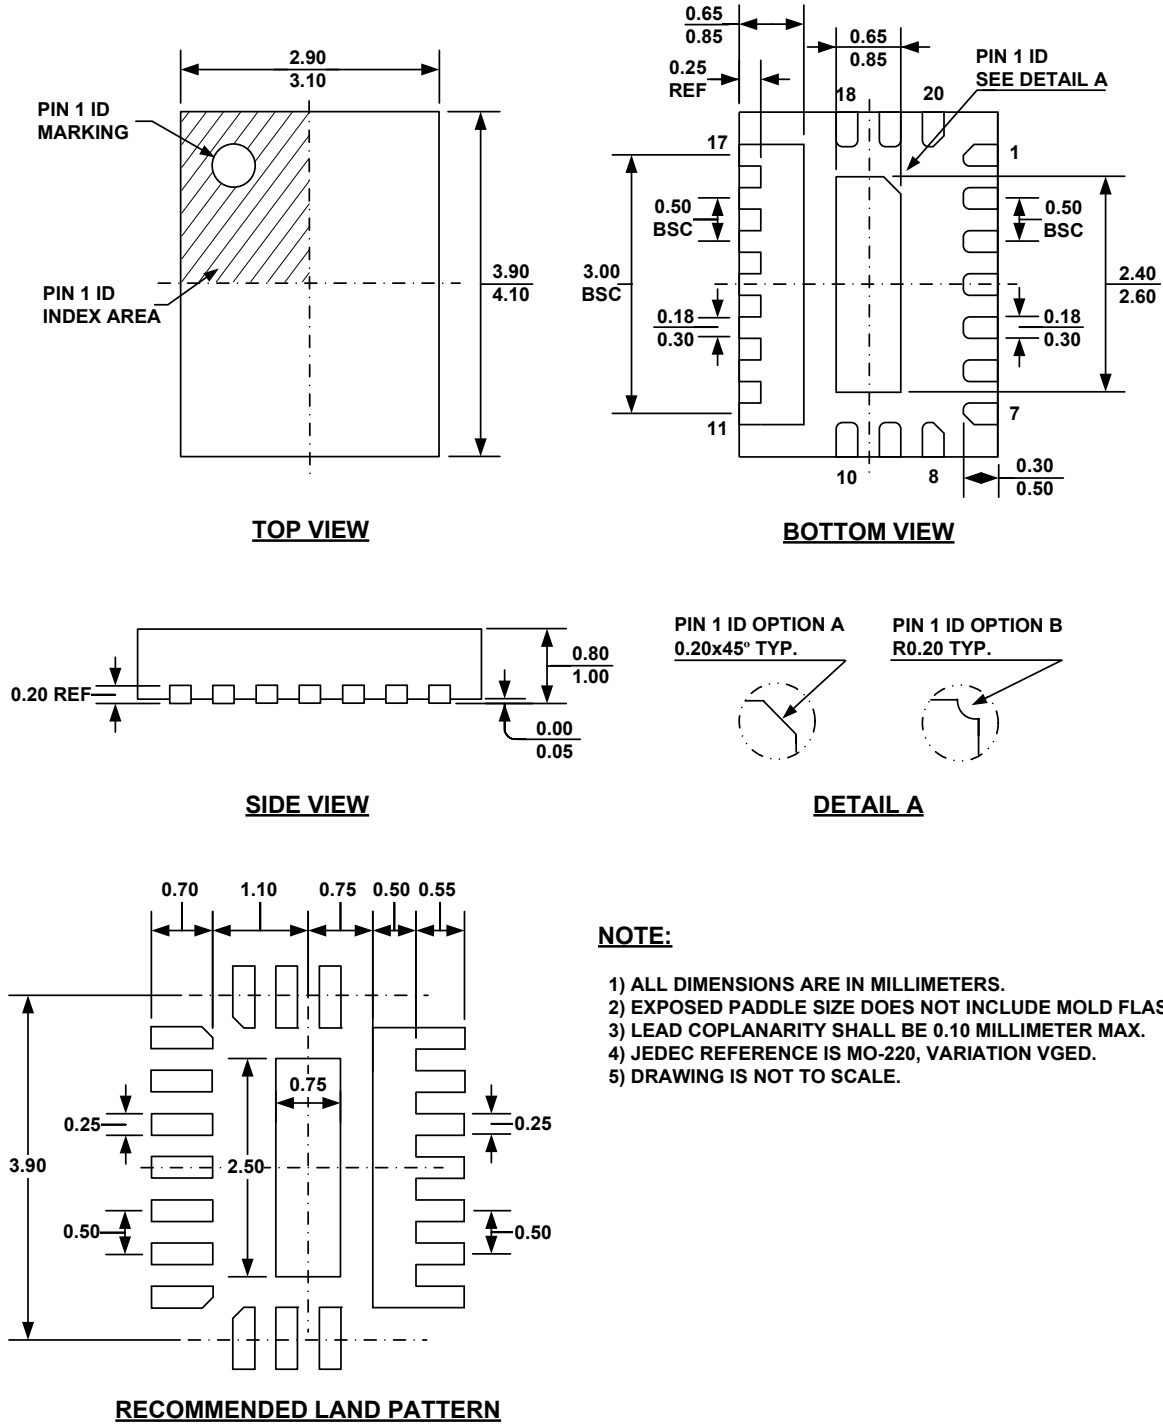 2.90
3.10
PIN 1 ID
MARKING
PIN 1 ID
INDEX AREA
3.90
4.10
TOP VIEW
0.65
0.85
0.25
REF
0.65
0.85
PIN 1 ID
SEE DETAIL A
18
20
17
1
0.50
BSC
0.50
BSC
3.00
BSC
2.40
2.60
0.18
0.30
0.18
0.30
11
7
10
8
0.30
0.50
BOTTOM VIEW
0.20 REF
0.80
1.00
0.00
0.05
SIDE VIEW
PIN 1 ID OPTION A
0.20x45º TYP.
PIN 1 ID OPTION B
R0.20 TYP.
DETAIL A
0.70
1.10
0.75
0.50
0.55
0.75
0.25
0.25
3.90
2.50
0.50
0.50
RECOMMENDED LAND PATTERN
NOTE:
1) ALL DIMENSIONS ARE IN MILLIMETERS.
2) EXPOSED PADDLE SIZE DOES NOT INCLUDE MOLD FLAS
3) LEAD COPLANARITY SHALL BE 0.10 MILLIMETER MAX.
4) JEDEC REFERENCE IS MO-220, VARIATION VGED.
5) DRAWING IS NOT TO SCALE.